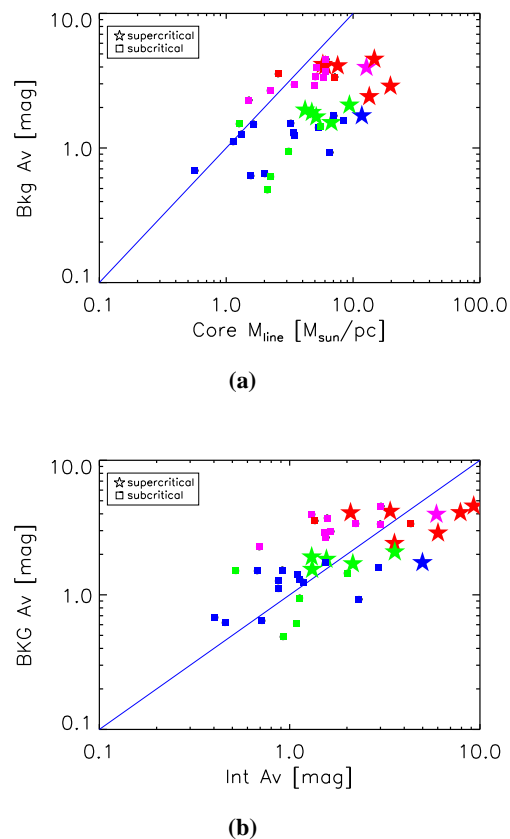 10.0
supercritical
subcritical
1.0
Bkg Av [mag]
0.1
0.1 1.0 10.0 100.0
Core M_line [M_sun/pc]
(a)
10.0
supercritical
subcritical
1.0
BKG Av [mag]
0.1
0.1 1.0 10.0
Int Av [mag]
(b)